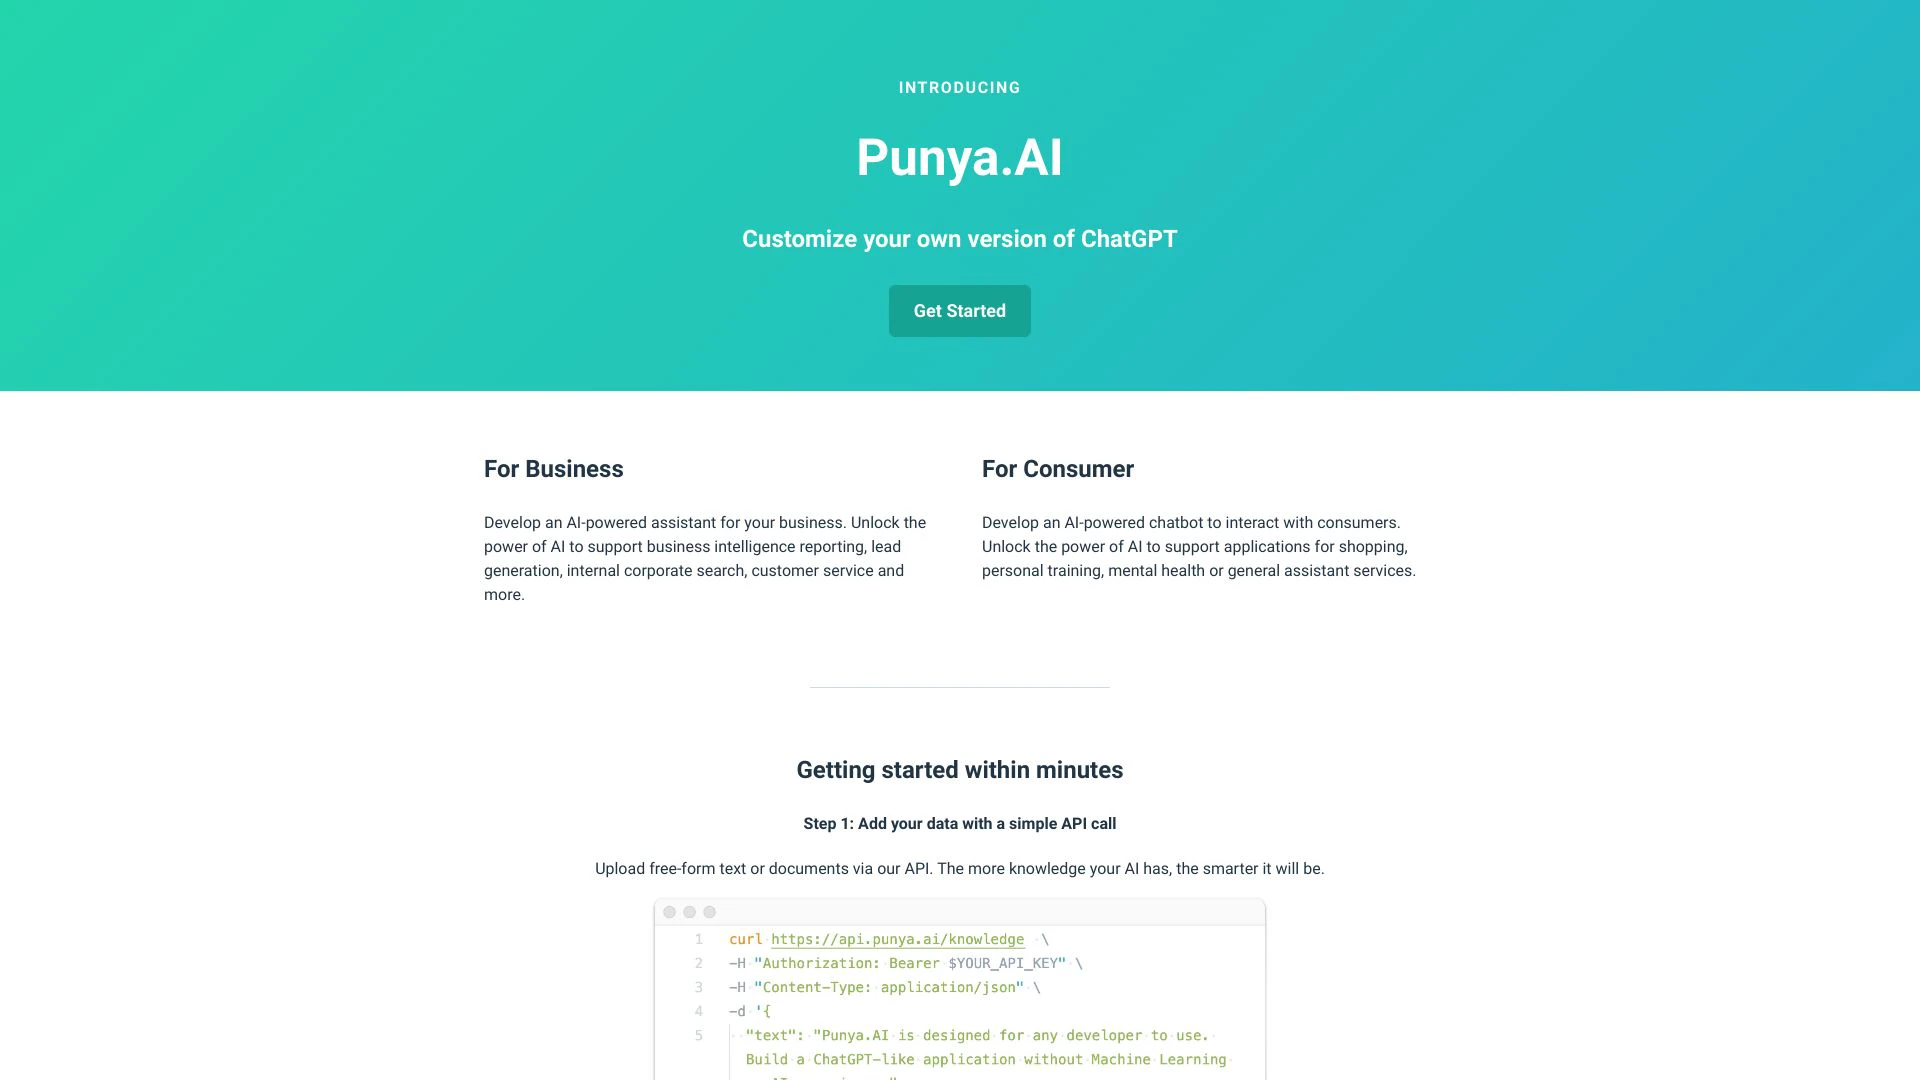 INTRODUCING
Punya.AI
Customize your own version of ChatGPT
Get Started
For Business
Develop an AI-powered assistant for your business. Unlock the
power of AI to support business intelligence reporting, lead
generation, internal corporate search, customer service and
more.
For Consumer
Develop an AI-powered chatbot to interact with consumers.
Unlock the power of AI to support applications for shopping,
personal training, mental health or general assistant services.
Getting started within minutes
Step 1: Add your data with a simple API call
Upload free-form text or documents via our API. The more knowledge your AI has, the smarter it will be.
1 curl https://api.punya.ai/knowledge \
2 -H "Authorization: Bearer $YOUR_API_KEY" \
3 -H "Content-Type: application/json" \
4 -d '{
5 "text": "Punya.AI is designed for any developer to use.
Build a ChatGPT-like application without Machine Learning